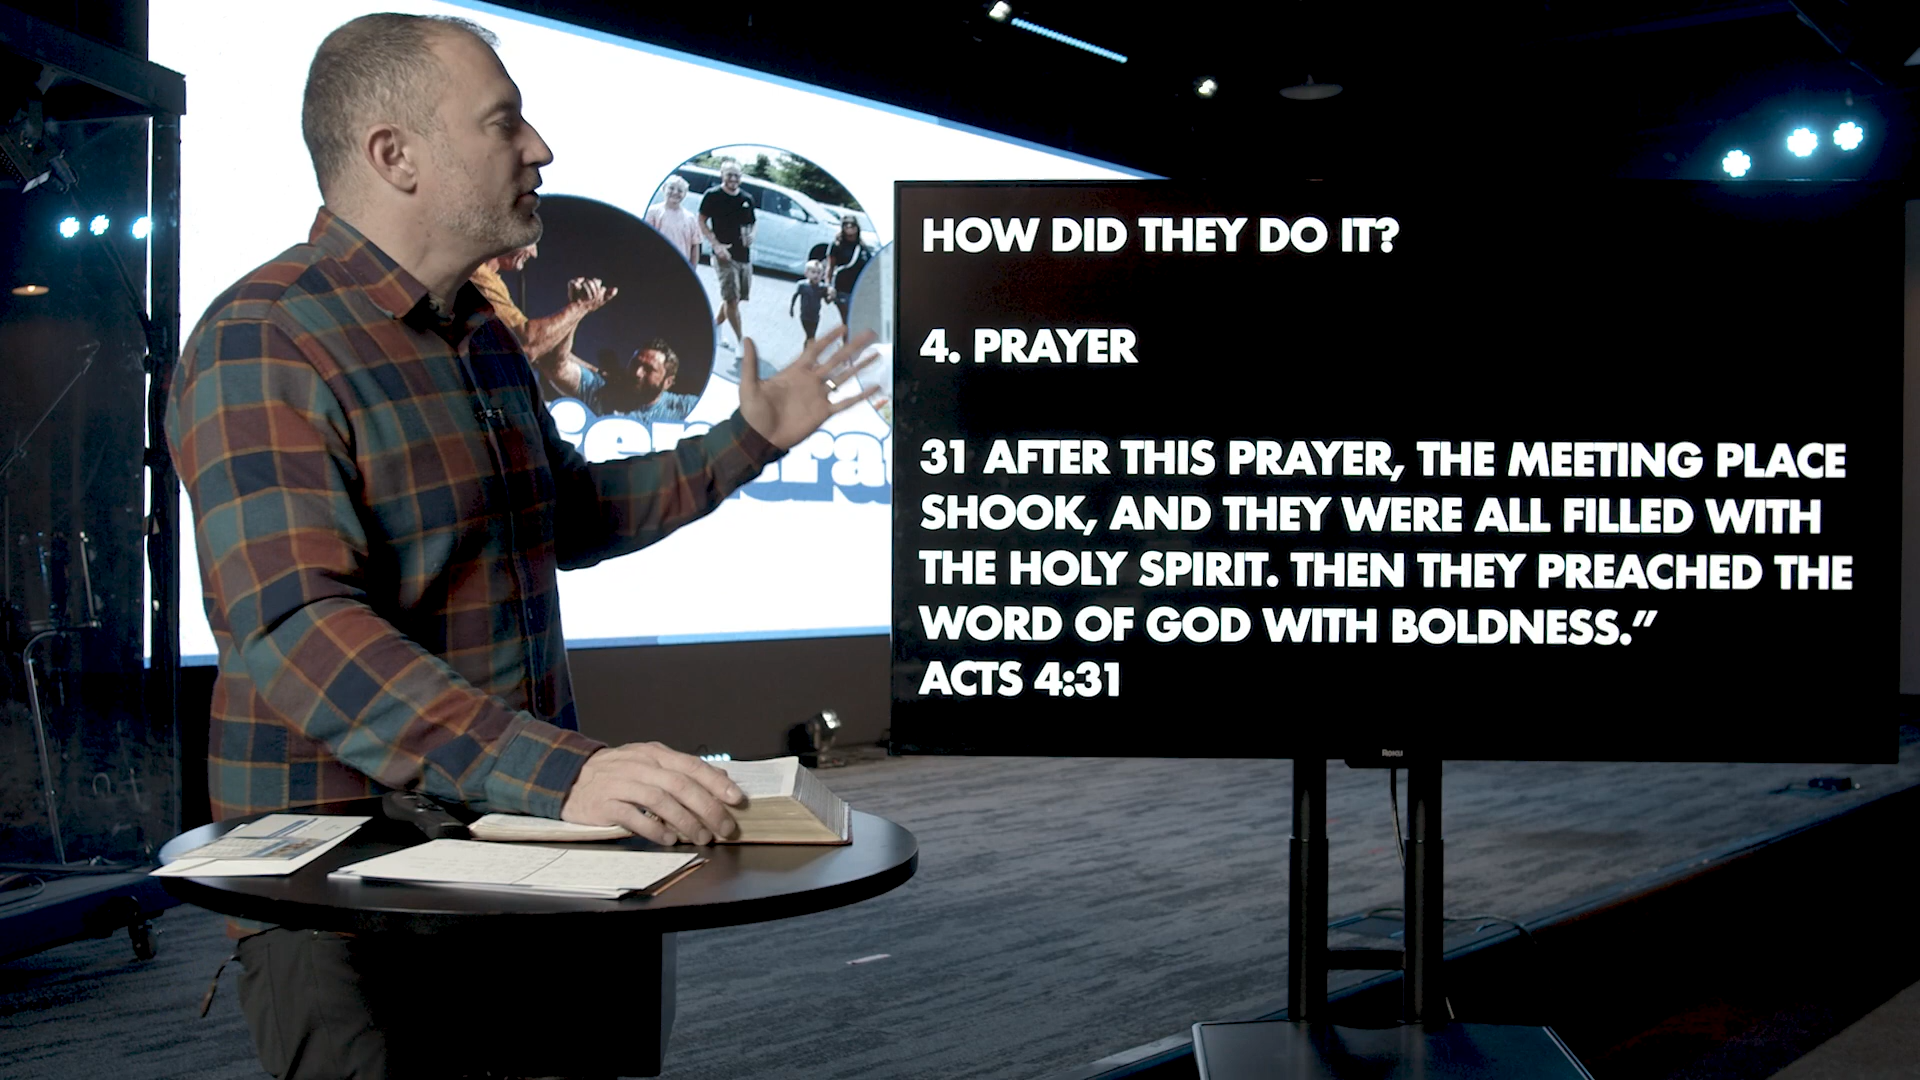 HOW DID THEY DO IT?
4. PRAYER
31 AFTER THIS PRAYER, THE MEETING PLACE
SHOOK, AND THEY WERE ALL FILLED WITH
THE HOLY SPIRIT. THEN THEY PREACHED THE
WORD OF GOD WITH BOLDNESS.”
ACTS 4:31
Roku